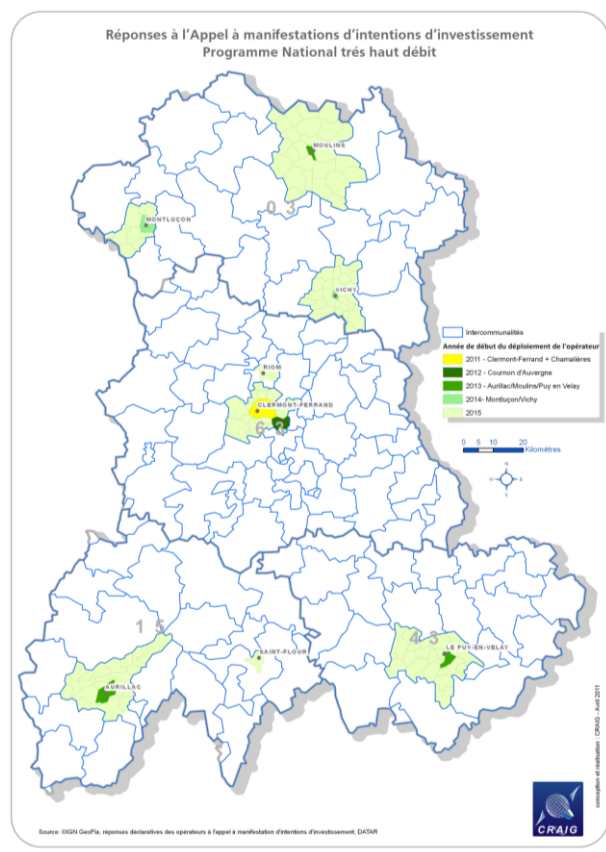 Réponses à l'Appel à manifestations d'intentions d'investissement
Programme National trés haut débit
MOULINS
0 3
MONTLUÇON
VICHY
Intercommunalités
Année de début du déploiement de l'opérateur
2011 - Clermont-Ferrand + Chamalières
2012 - Cournon d'Auvergne
2013 - Aurillac/Moulins/Puy en Velay
2014- Montluçon/Vichy
2015
RIOM
CLERMONT-FERRAND
6 3
0 5 10 20
Kilomètres
N
W E
S
1 5
4 3
SAINT-FLOUR
LE PUY-EN-VELAY
AURILLAC
conception et réalisation : CRAIG - Avril 2011
CRAIG
Source: ©IGN GeoFla, réponses déclaratives des opérateurs à l'appel à manifestation d'intentions d'investissement, DATAR